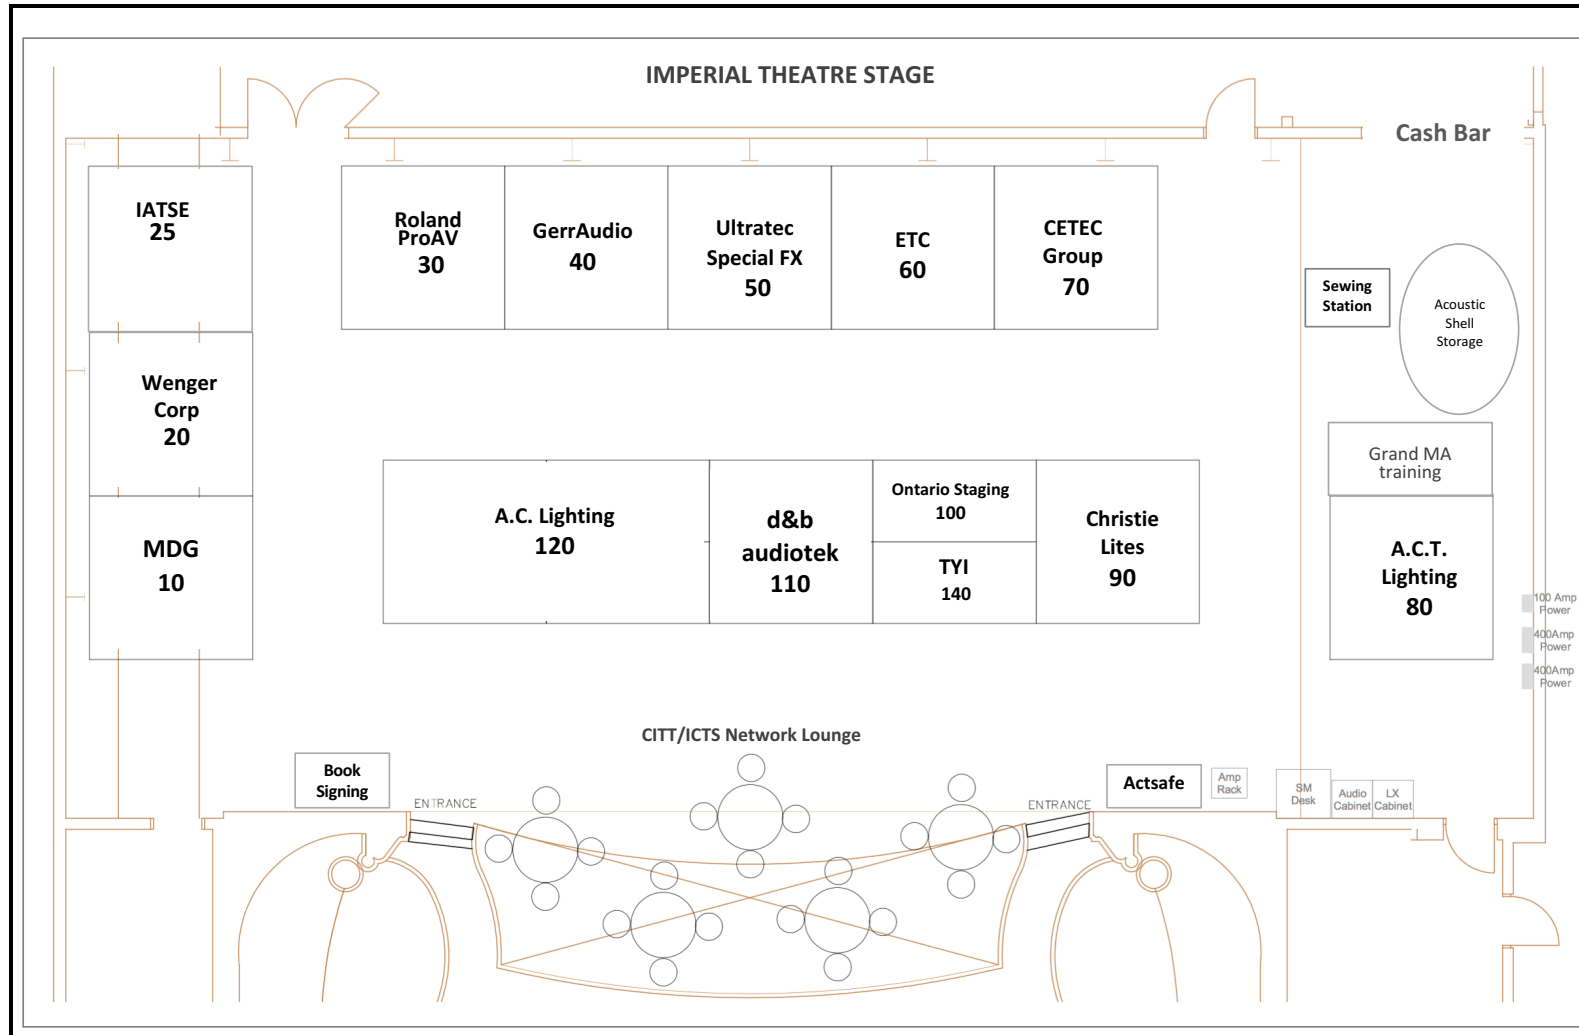 IMPERIAL THEATRE STAGE
Cash Bar
IATSE
25
Roland
ProAV
30
GerrAudio
40
Ultratec
Special FX
50
ETC
60
CETEC
Group
70
Sewing
Station
Acoustic
Shell
Storage
Wenger
Corp
20
Grand MA
training
MDG
10
A.C. Lighting
120
d&b
audiotek
110
Ontario Staging
100
TYI
140
Christie
Lites
90
A.C.T.
Lighting
80
100 Amp
Power
400Amp
Power
400Amp
Power
CITT/ICTS Network Lounge
Book
Signing
ENTRANCE
ENTRANCE
Actsafe
Amp
Rack
SM
Desk
Audio
Cabinet
LX
Cabinet